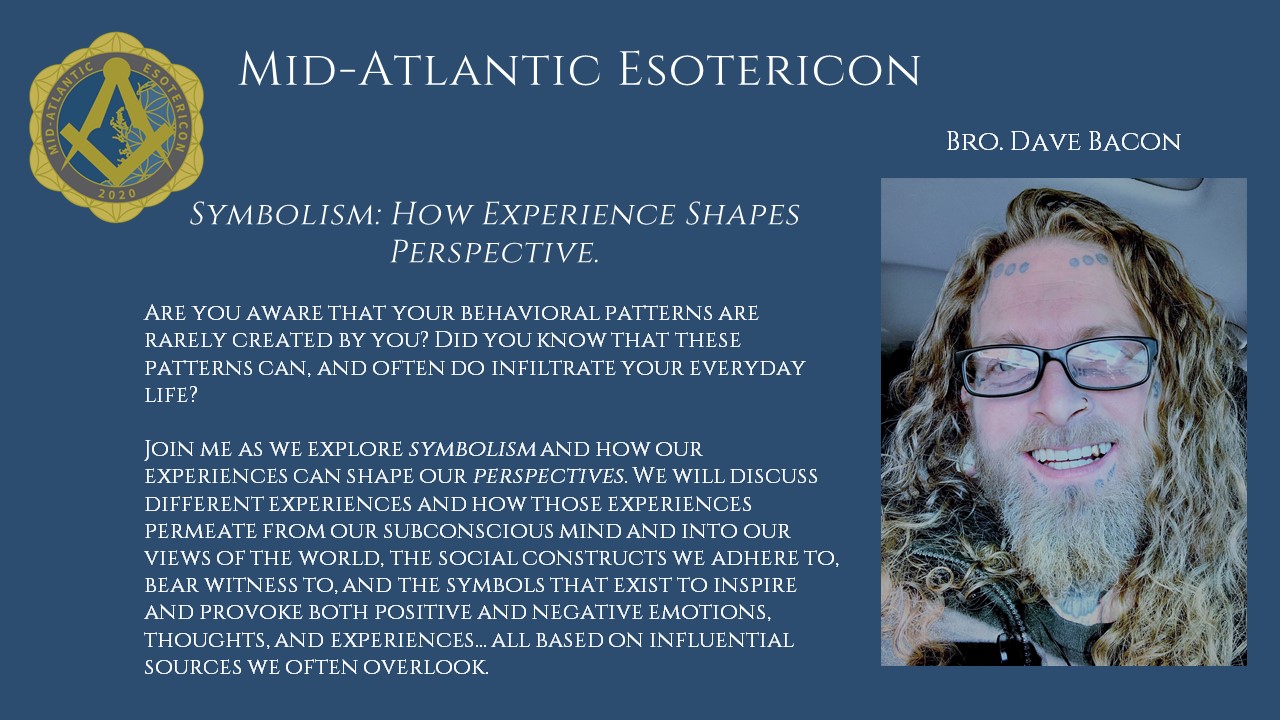 MID-ATLANTIC ESOTERICON
MID-ATLANTIC ESOTERICON
2020
BRO. DAVE BACON
SYMBOLISM: HOW EXPERIENCE SHAPES
PERSPECTIVE.
ARE YOU AWARE THAT YOUR BEHAVIORAL PATTERNS ARE
RARELY CREATED BY YOU? DID YOU KNOW THAT THESE
PATTERNS CAN, AND OFTEN DO INFILTRATE YOUR EVERYDAY
LIFE?
JOIN ME AS WE EXPLORE SYMBOLISM AND HOW OUR
EXPERIENCES CAN SHAPE OUR PERSPECTIVES. WE WILL DISCUSS
DIFFERENT EXPERIENCES AND HOW THOSE EXPERIENCES
PERMEATE FROM OUR SUBCONSCIOUS MIND AND INTO OUR
VIEWS OF THE WORLD, THE SOCIAL CONSTRUCTS WE ADHERE TO,
BEAR WITNESS TO, AND THE SYMBOLS THAT EXIST TO INSPIRE
AND PROVOKE BOTH POSITIVE AND NEGATIVE EMOTIONS,
THOUGHTS, AND EXPERIENCES... ALL BASED ON INFLUENTIAL
SOURCES WE OFTEN OVERLOOK.